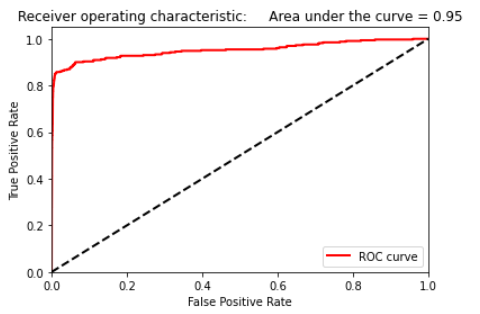 Receiver operating characteristic: Area under the curve = 0.95
1.0
0.8
0.6
0.4
0.2
0.0
True Positive Rate
ROC curve
0.0 0.2 0.4 0.6 0.8 1.0
False Positive Rate